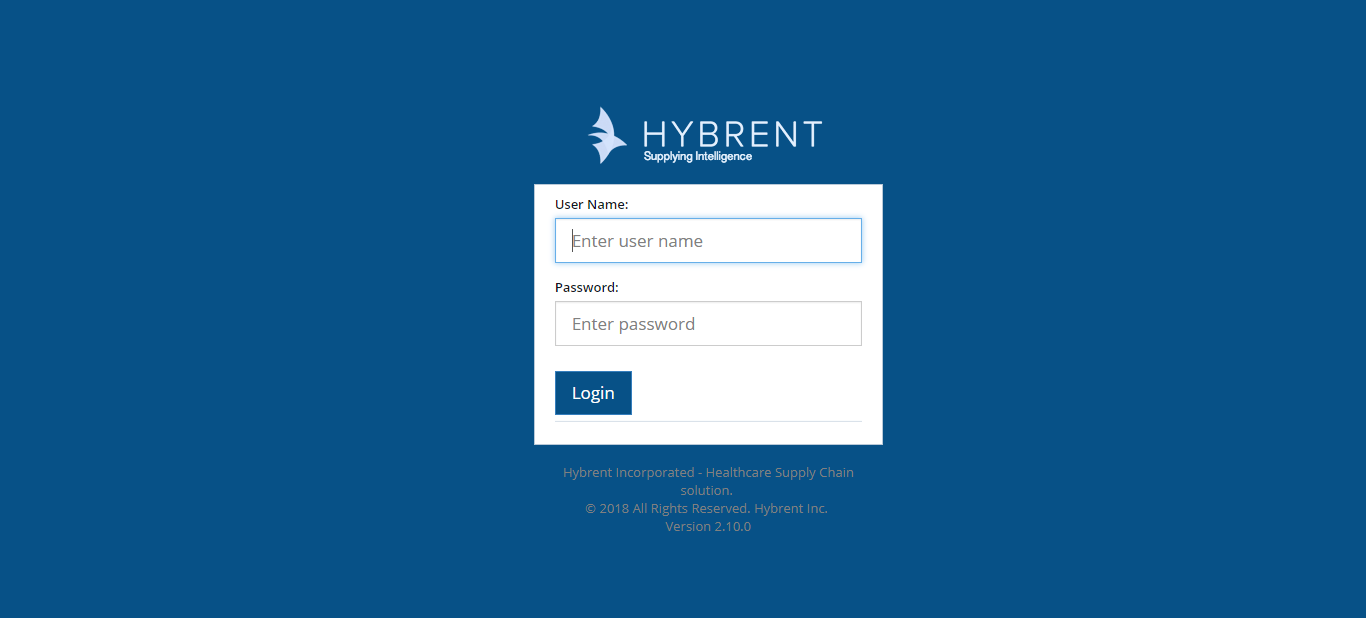 HYBRENT
Supplying Intelligence
User Name:
Enter user name
Password:
Enter password
Login
Hybrent Incorporated - Healthcare Supply Chain
solution.
© 2018 All Rights Reserved. Hybrent Inc.
Version 2.10.0